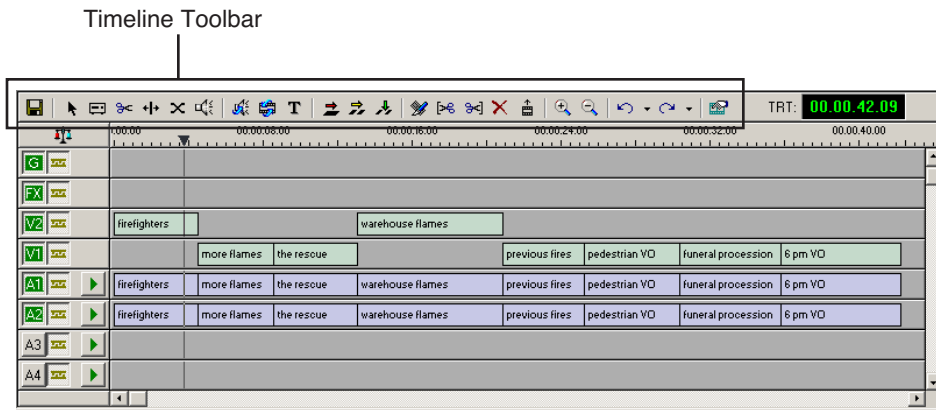 Timeline Toolbar
T
TRT: 00.00.42.09
:00:00 00.00.08.00 00.00.16.00 00.00.24.00 00.00.32.00 00.00.40.00
G
FX
V2 firefighters warehouse flames
V1 more flames the rescue previous fires pedestrian VO funeral procession 6 pm VO
A1 firefighters more flames the rescue warehouse flames previous fires pedestrian VO funeral procession 6 pm VO
A2 firefighters more flames the rescue warehouse flames previous fires pedestrian VO funeral procession 6 pm VO
A3
A4